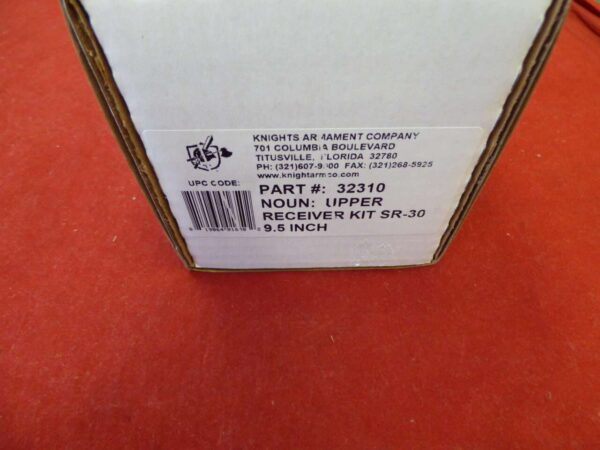 KNIGHTS ARMAMENT COMPANY
701 COLUMBIA BOULEVARD
TITUSVILLE, FLORIDA 32780
PH: (321)607-9900 FAX: (321)268-5925
www.knightarmco.com
UPC CODE:
PART #: 32310
NOUN: UPPER
RECEIVER KIT SR-30
9.5 INCH